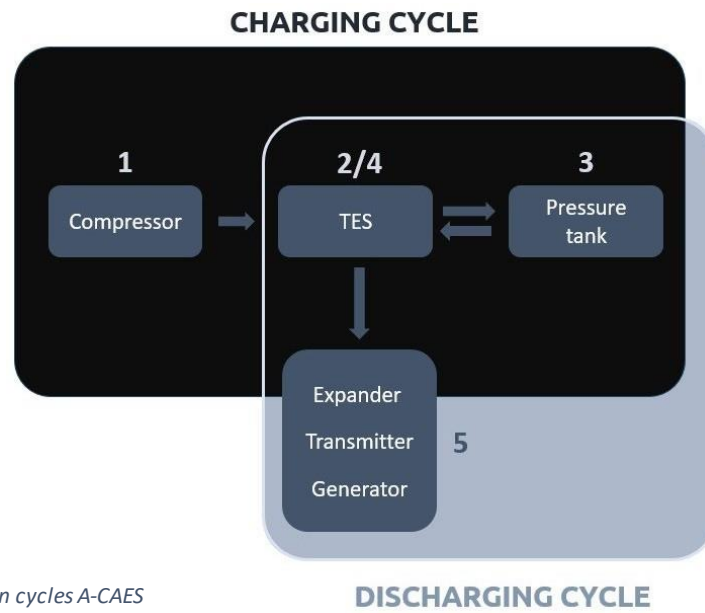 CHARGING CYCLE
1
2/4
3
Compressor
TES
Pressure
tank
Expander
Transmitter
Generator
5
n cycles A-CAES
DISCHARGING CYCLE